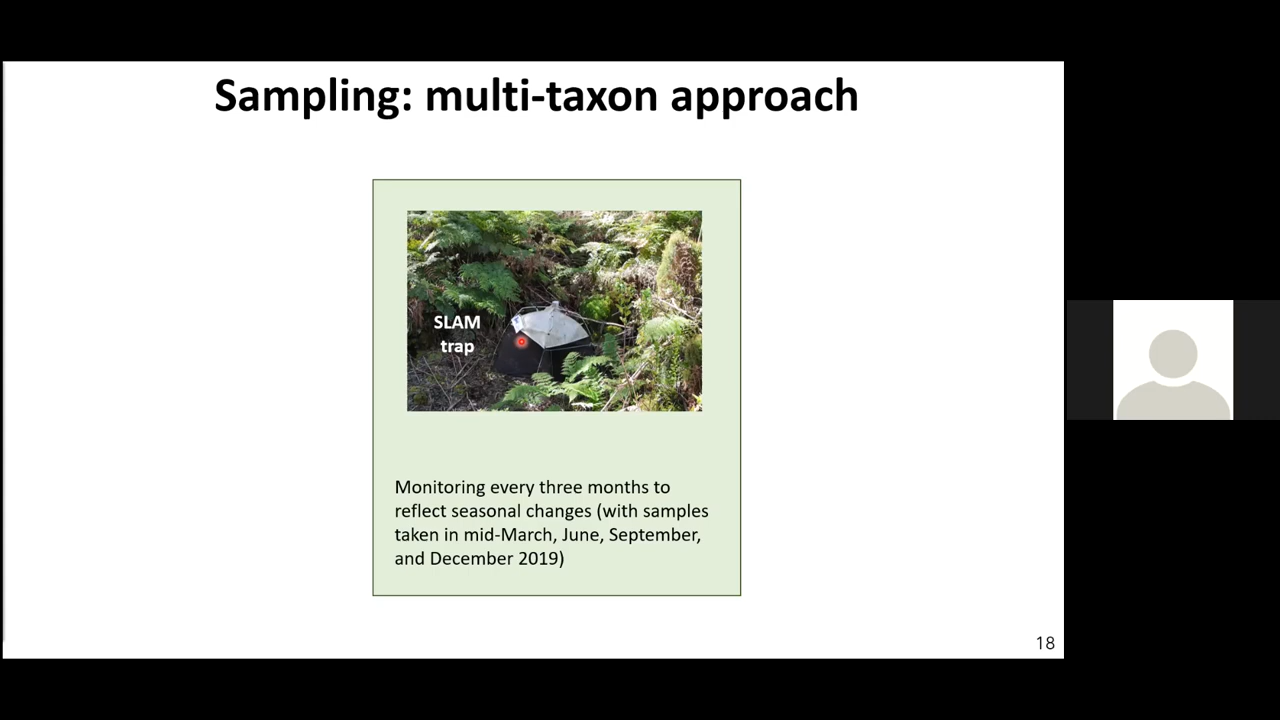 Sampling: multi-taxon approach
SLAM
trap
Monitoring every three months to
reflect seasonal changes (with samples
taken in mid-March, June, September,
and December 2019)
18